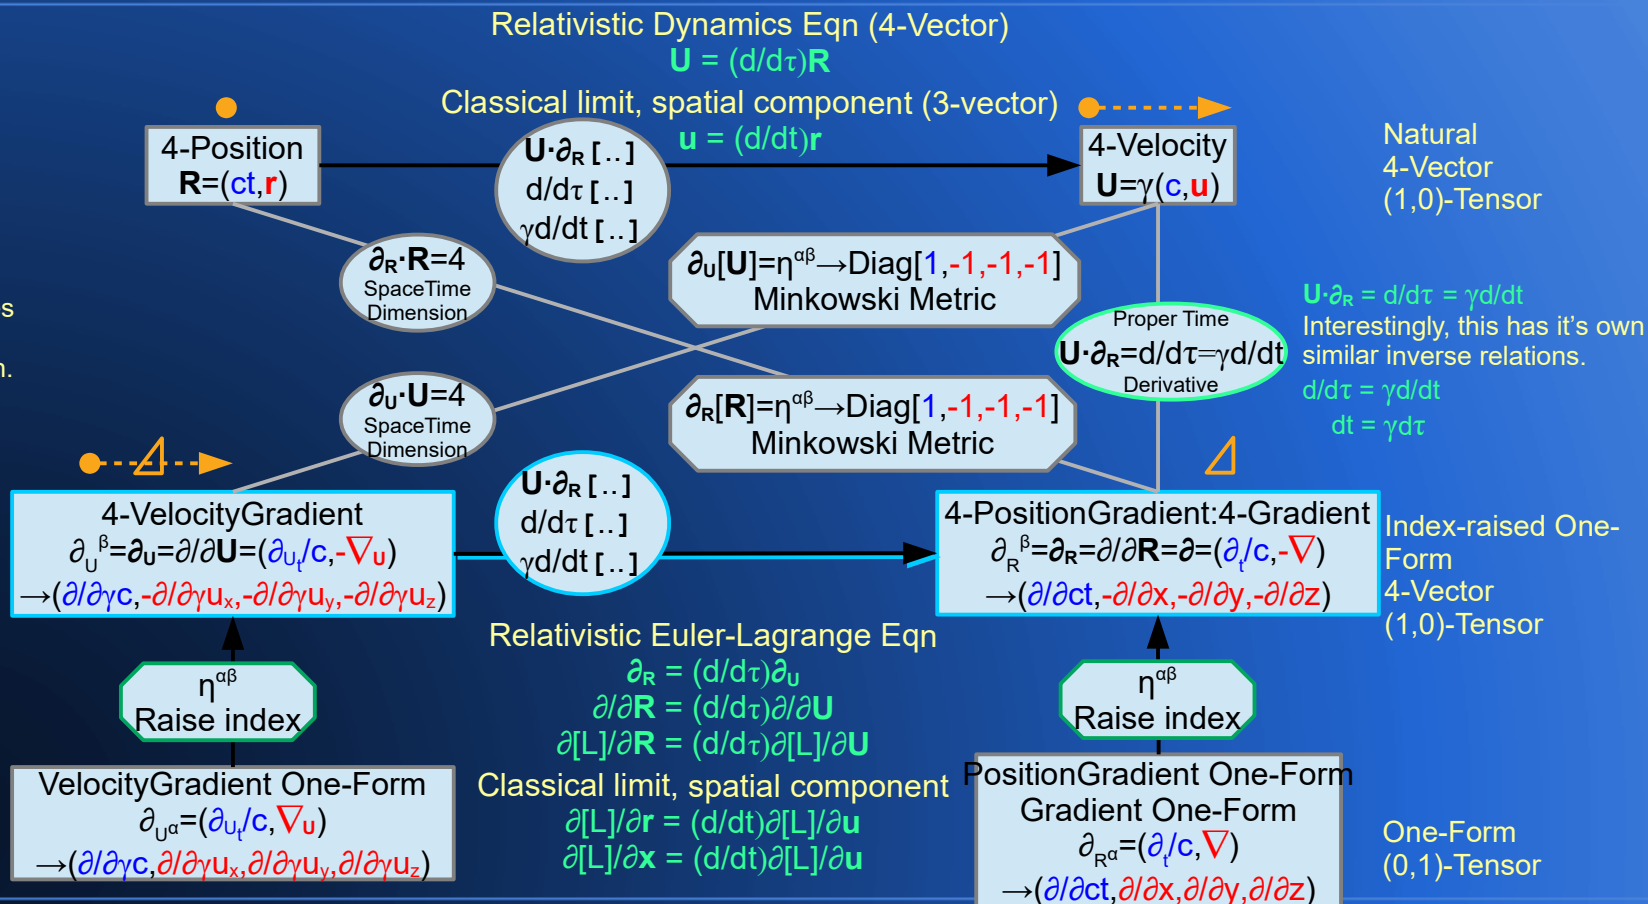 Relativistic Dynamics Eqn (4-Vector)
U = (d/dτ)R
Classical limit, spatial component (3-vector)
u = (d/dt)r
4-Position
R=(ct,r)
U·∂R [..]
d/dτ [..]
γd/dt [..]
4-Velocity
U=γ(c,u)
Natural
4-Vector
(1,0)-Tensor
∂R·R=4
SpaceTime
Dimension
∂U[U]=ηαβ→Diag[1,-1,-1,-1]
Minkowski Metric
es
n.
Proper Time
U·∂R=d/dτ=γd/dt
Derivative
U·∂R = d/dτ = γd/dt
Interestingly, this has it's own
similar inverse relations.
d/dτ = γd/dt
dt = γdτ
∂U·U=4
SpaceTime
Dimension
∂R[R]=ηαβ→Diag[1,-1,-1,-1]
Minkowski Metric
4-VelocityGradient
∂Uβ=∂U=∂/∂U=(∂Ut/c,-∇U)
→(∂/∂γc,-∂/∂γux,-∂/∂γuy,-∂/∂γuz)
U·∂R [..]
d/dτ [..]
γd/dt [..]
4-PositionGradient:4-Gradient
∂Rβ=∂R=∂/∂R=∂=(∂t/c,-∇)
→(∂/∂ct,-∂/∂x,-∂/∂y,-∂/∂z)
Index-raised One-
Form
4-Vector
(1,0)-Tensor
Relativistic Euler-Lagrange Eqn
∂R = (d/dτ)∂U
∂/∂R = (d/dτ)∂/∂U
∂[L]/∂R = (d/dτ)∂[L]/∂U
Classical limit, spatial component
∂[L]/∂r = (d/dt)∂[L]/∂u
∂[L]/∂x = (d/dt)∂[L]/∂u
ηαβ
Raise index
ηαβ
Raise index
VelocityGradient One-Form
∂Uα=(∂Ut/c,∇U)
→(∂/∂γc,∂/∂γux,∂/∂γuy,∂/∂γuz)
PositionGradient One-Form
Gradient One-Form
∂Rα=(∂t/c,∇)
→(∂/∂ct,∂/∂x,∂/∂y,∂/∂z)
One-Form
(0,1)-Tensor